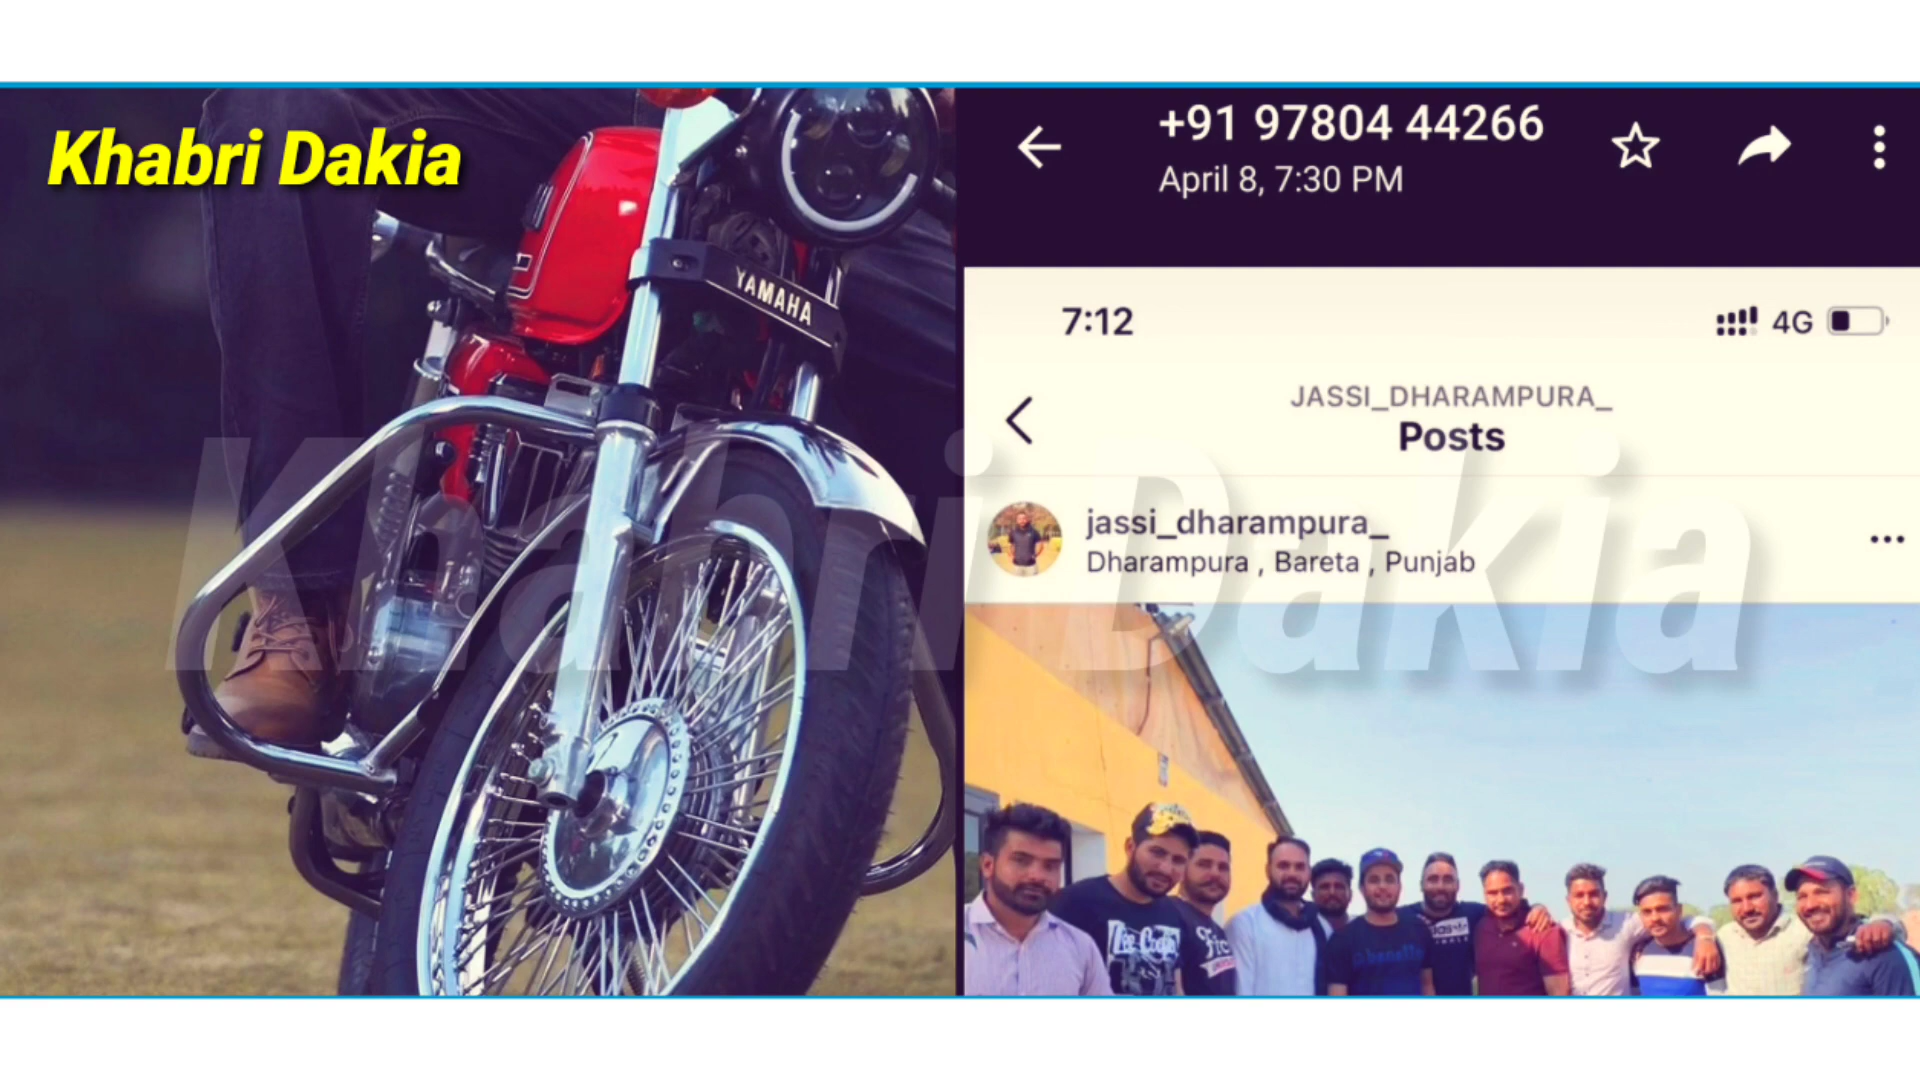 Khabri Dakia
YAMAHA
+91 97804 44266
April 8, 7:30 PM
7:12
4G
JASSI_DHARAMPURA_
Posts
jassi_dharampura_
Dharampura , Bareta , Punjab
Khabri Dakia